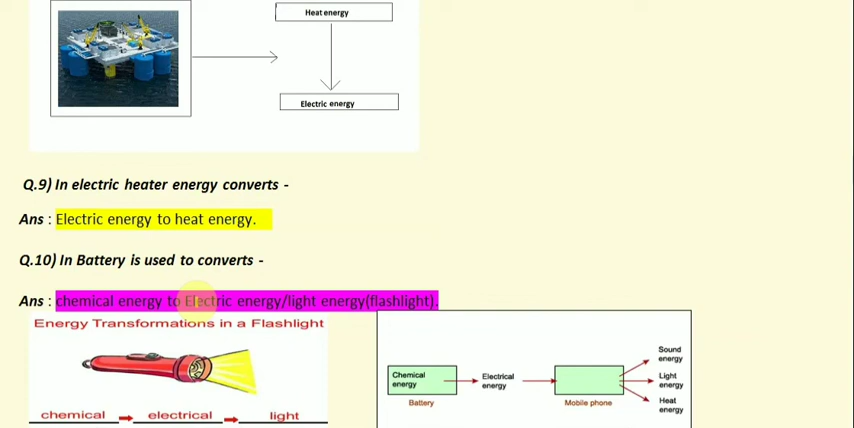 Heat energy
Electric energy
Q.9) In electric heater energy converts -
Ans : Electric energy to heat energy.
Q.10) In Battery is used to converts -
Ans : chemical energy to Electric energy/light energy(flashlight).
Energy Transformations in a Flashlight
chemical electrical light
Chemical energy
Battery
Electrical energy
Mobile phone
Sound energy
Light energy
Heat energy